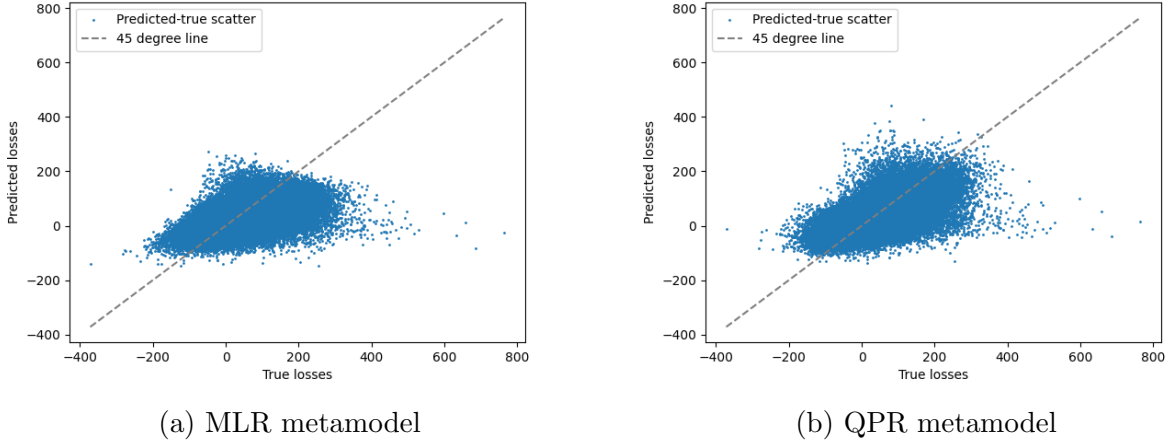 Predicted-true scatter
45 degree line
800
600
400
200
0
−200
−400
Predicted losses
−400 −200 0 200 400 600 800
True losses
(a) MLR metamodel
Predicted-true scatter
45 degree line
800
600
400
200
0
−200
−400
Predicted losses
−400 −200 0 200 400 600 800
True losses
(b) QPR metamodel